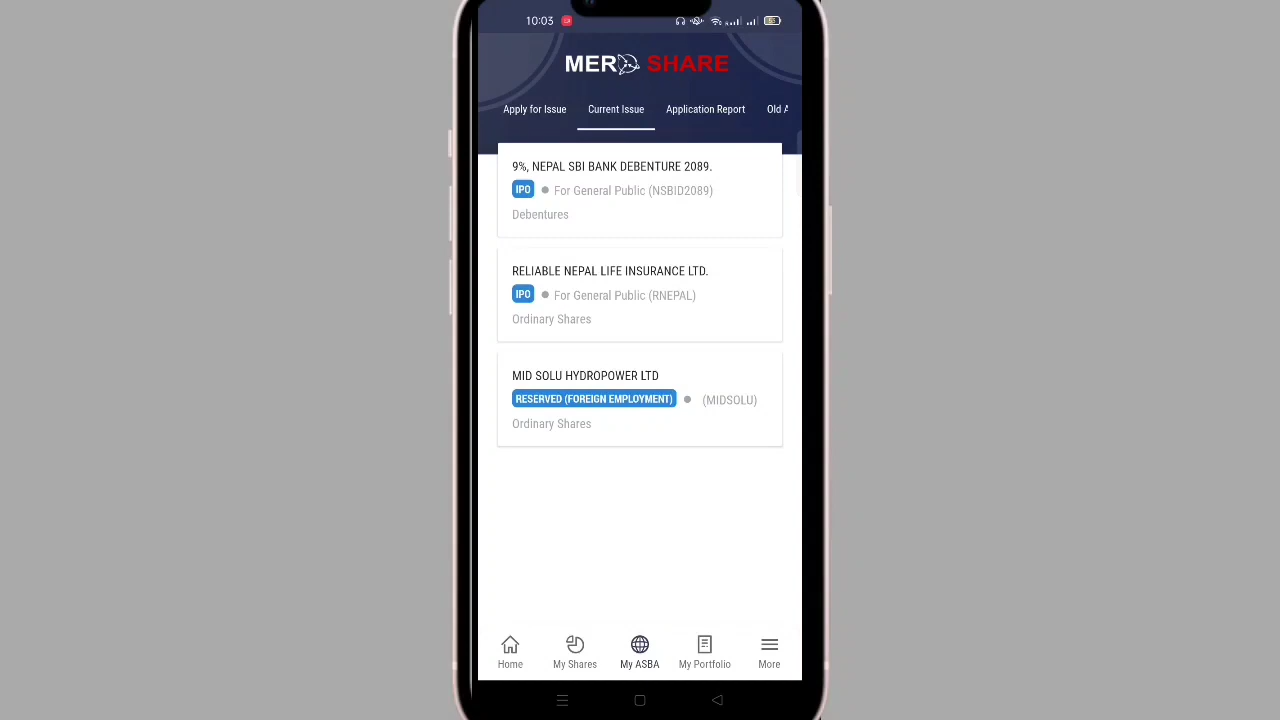 10:03
MERO SHARE
Apply for Issue Current Issue Application Report Old A
9%, NEPAL SBI BANK DEBENTURE 2089.
IPO For General Public (NSBID2089)
Debentures
RELIABLE NEPAL LIFE INSURANCE LTD.
IPO For General Public (RNEPAL)
Ordinary Shares
MID SOLU HYDROPOWER LTD
RESERVED (FOREIGN EMPLOYMENT) (MIDSOLU)
Ordinary Shares
Home My Shares My ASBA My Portfolio More